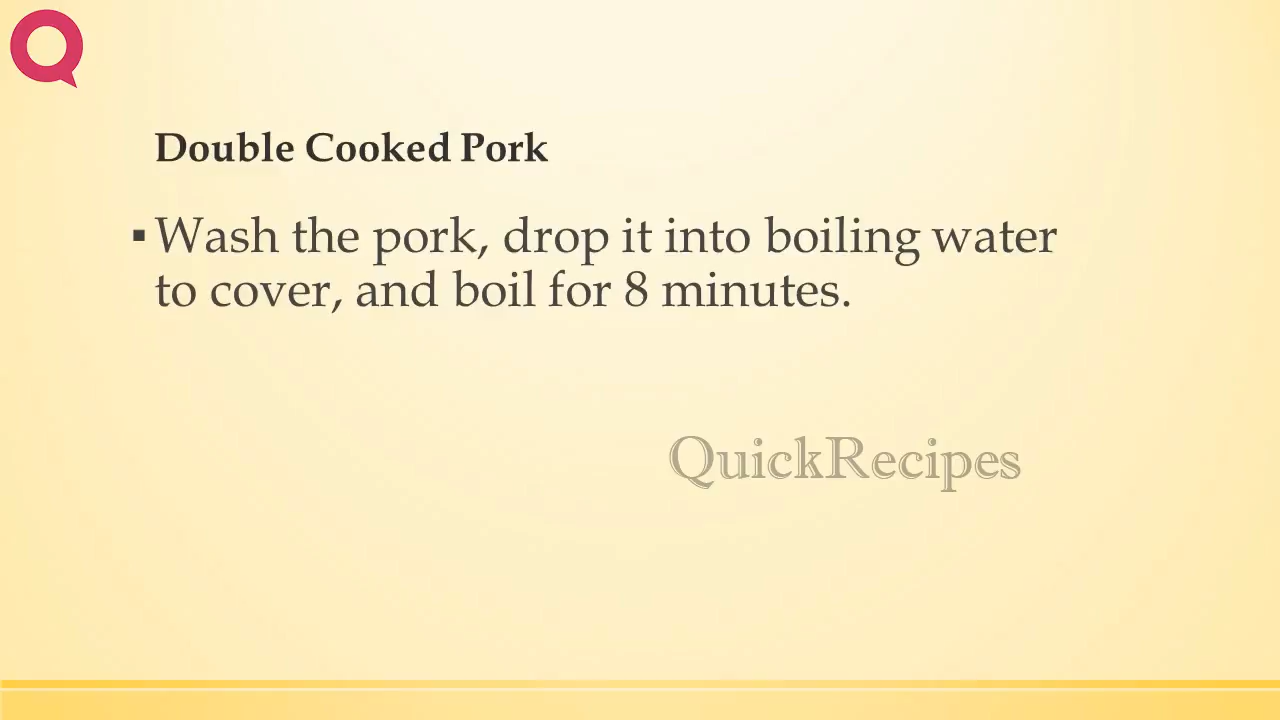 Double Cooked Pork
▪Wash the pork, drop it into boiling water
to cover, and boil for 8 minutes.
QuickRecipes